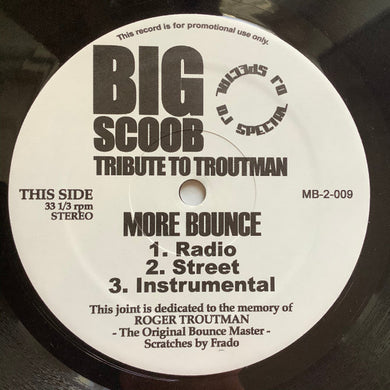 This record is for promotional use only.
BIG
SCOOB
DJ SPECIAL
DJ SPECIAL
TRIBUTE TO TROUTMAN
THIS SIDE
33 1/3 rpm
STEREO
MB-2-009
MORE BOUNCE
1. Radio
2. Street
3. Instrumental
This joint is dedicated to the memory of
ROGER TROUTMAN
- The Original Bounce Master -
Scratches by Frado